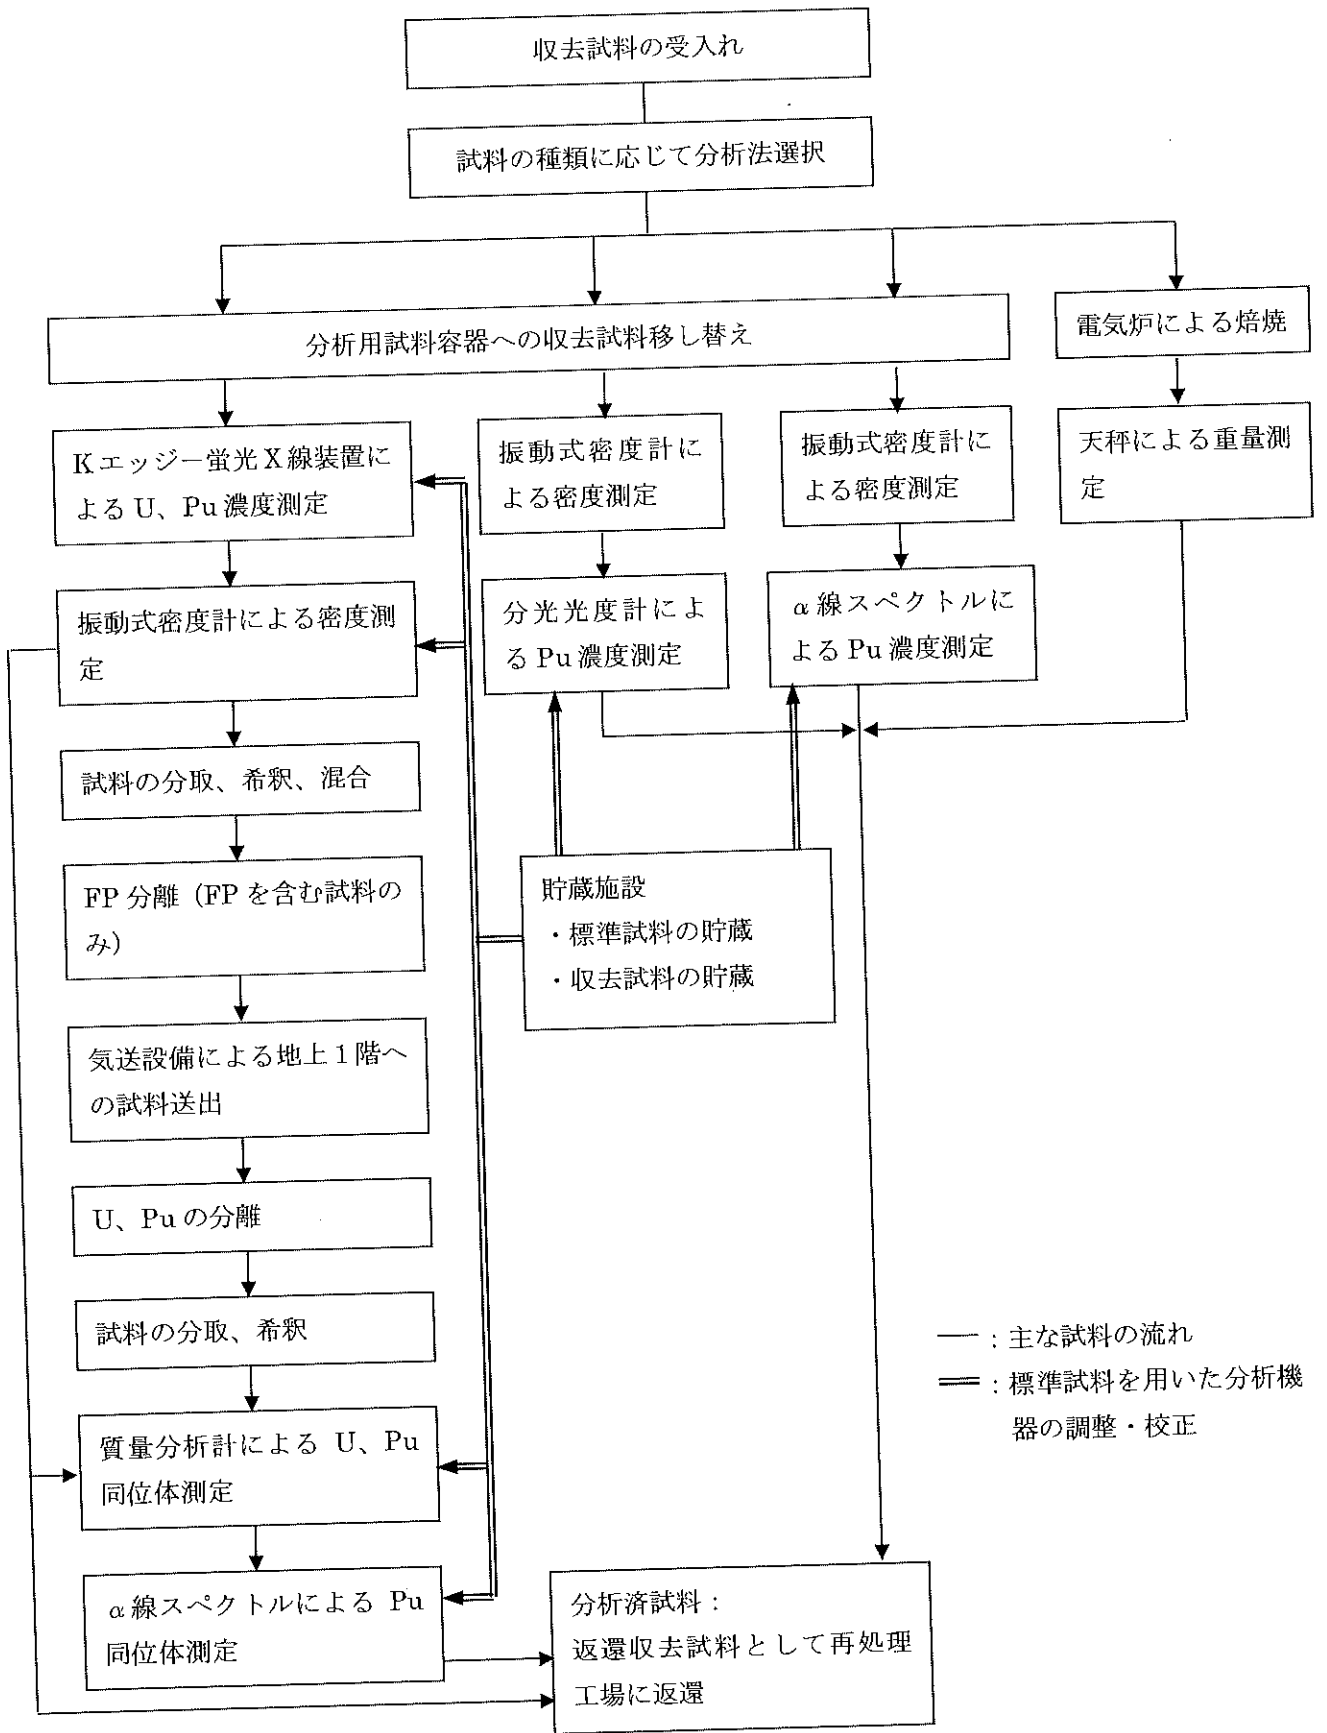 収去試料の受入れ
試料の種類に応じて分析法選択
分析用試料容器への収去試料移し替え
電気炉による焙焼
Kエッジ－蛍光X線装置に
よるU、Pu濃度測定
振動式密度計に
よる密度測定
振動式密度計に
よる密度測定
天秤による重量測
定
振動式密度計による密度測
定
分光光度計によ
るPu濃度測定
α線スペクトルに
よるPu濃度測定
試料の分取、希釈、混合
FP分離（FPを含む試料の
み）
貯蔵施設
・標準試料の貯蔵
・収去試料の貯蔵
気送設備による地上1階へ
の試料送出
U、Puの分離
試料の分取、希釈
質量分析計による U、Pu
同位体測定
α線スペクトルによる Pu
同位体測定
分析済試料：
返還収去試料として再処理
工場に返還
：主な試料の流れ
：標準試料を用いた分析機
器の調整・校正